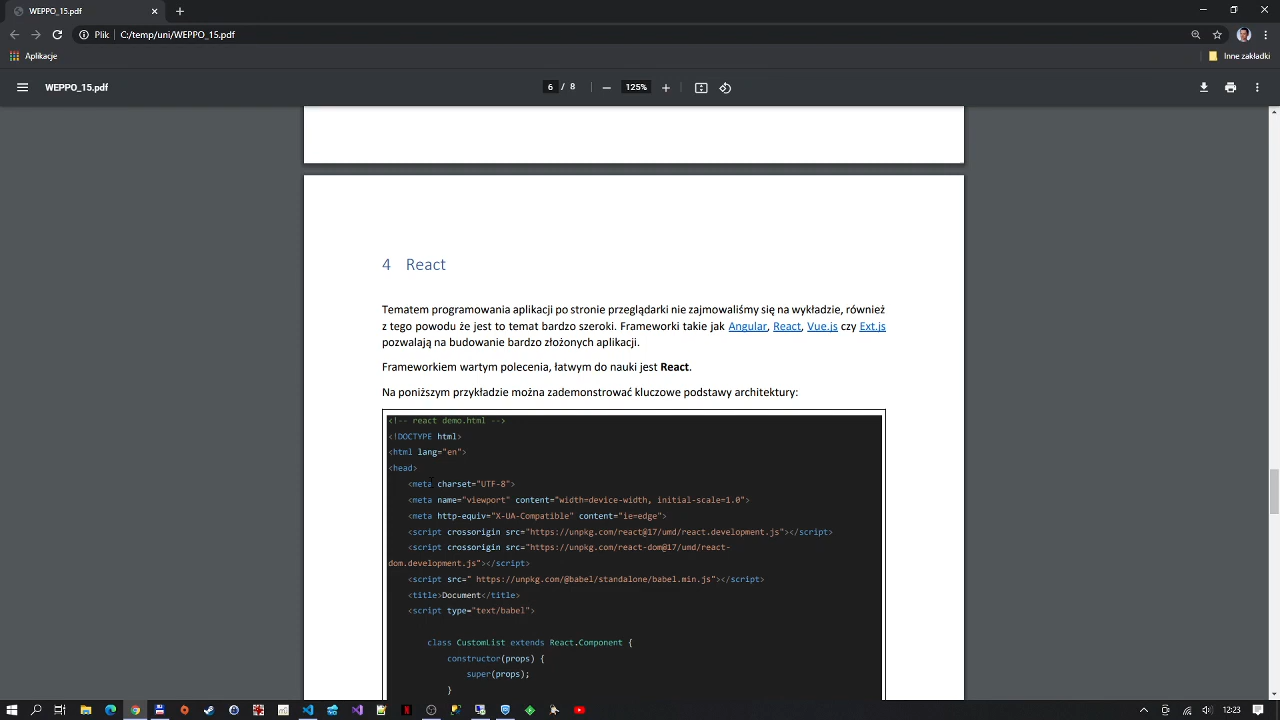 WEPPO_15.pdf
Plik
C:/temp/uni/WEPPO_15.pdf
Aplikacje
Inne zakładki
WEPPO_15.pdf
6 / 8
125%
4 React
Tematem programowania aplikacji po stronie przeglądarki nie zajmowaliśmy się na wykładzie, również
z tego powodu że jest to temat bardzo szeroki. Frameworki takie jak Angular, React, Vue.js czy Ext.js
pozwalają na budowanie bardzo złożonych aplikacji.
Frameworkiem wartym polecenia, łatwym do nauki jest React.
Na poniższym przykładzie można zademonstrować kluczowe podstawy architektury:
<!-- react demo.html -->
<!DOCTYPE html>
<html lang="en">
<head>
<meta charset="UTF-8">
<meta name="viewport" content="width=device-width, initial-scale=1.0">
<meta http-equiv="X-UA-Compatible" content="ie=edge">
<script crossorigin src="https://unpkg.com/react@17/umd/react.development.js"></script>
<script crossorigin src="https://unpkg.com/react-dom@17/umd/react-
dom.development.js"></script>
<script src=" https://unpkg.com/@babel/standalone/babel.min.js"></script>
<title>Document</title>
<script type="text/babel">
class CustomList extends React.Component {
constructor(props) {
super(props);
}
13:23